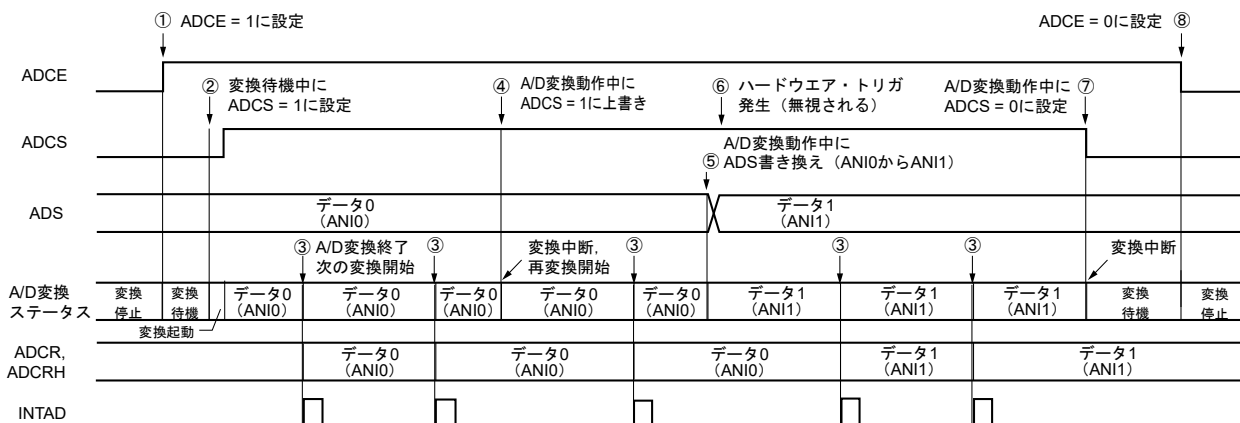 ① ADCE = 1に設定
ADCE = 0に設定 ⑧
ADCE
② 変換待機中に
ADCS = 1に設定
④ A/D変換動作中に
ADCS = 1に上書き
⑥ ハードウエア・トリガ
発生（無視される）
A/D変換動作中に ⑦
ADCS = 0に設定
ADCS
A/D変換動作中に
⑤ ADS書き換え（ANI0からANI1）
ADS
データ0
（ANI0）
データ1
（ANI1）
③ A/D変換終了
次の変換開始
③
変換中断,
再変換開始
③
③
③
変換中断
A/D変換
ステータス
変換
停止
変換
待機
変換起動
データ0
（ANI0）
データ0
（ANI0）
データ0
（ANI0）
データ0
（ANI0）
データ0
（ANI0）
データ1
（ANI1）
データ1
（ANI1）
データ1
（ANI1）
変換
待機
変換
停止
ADCR,
ADCRH
データ0
（ANI0）
データ0
（ANI0）
データ0
（ANI0）
データ1
（ANI1）
データ1
（ANI1）
INTAD